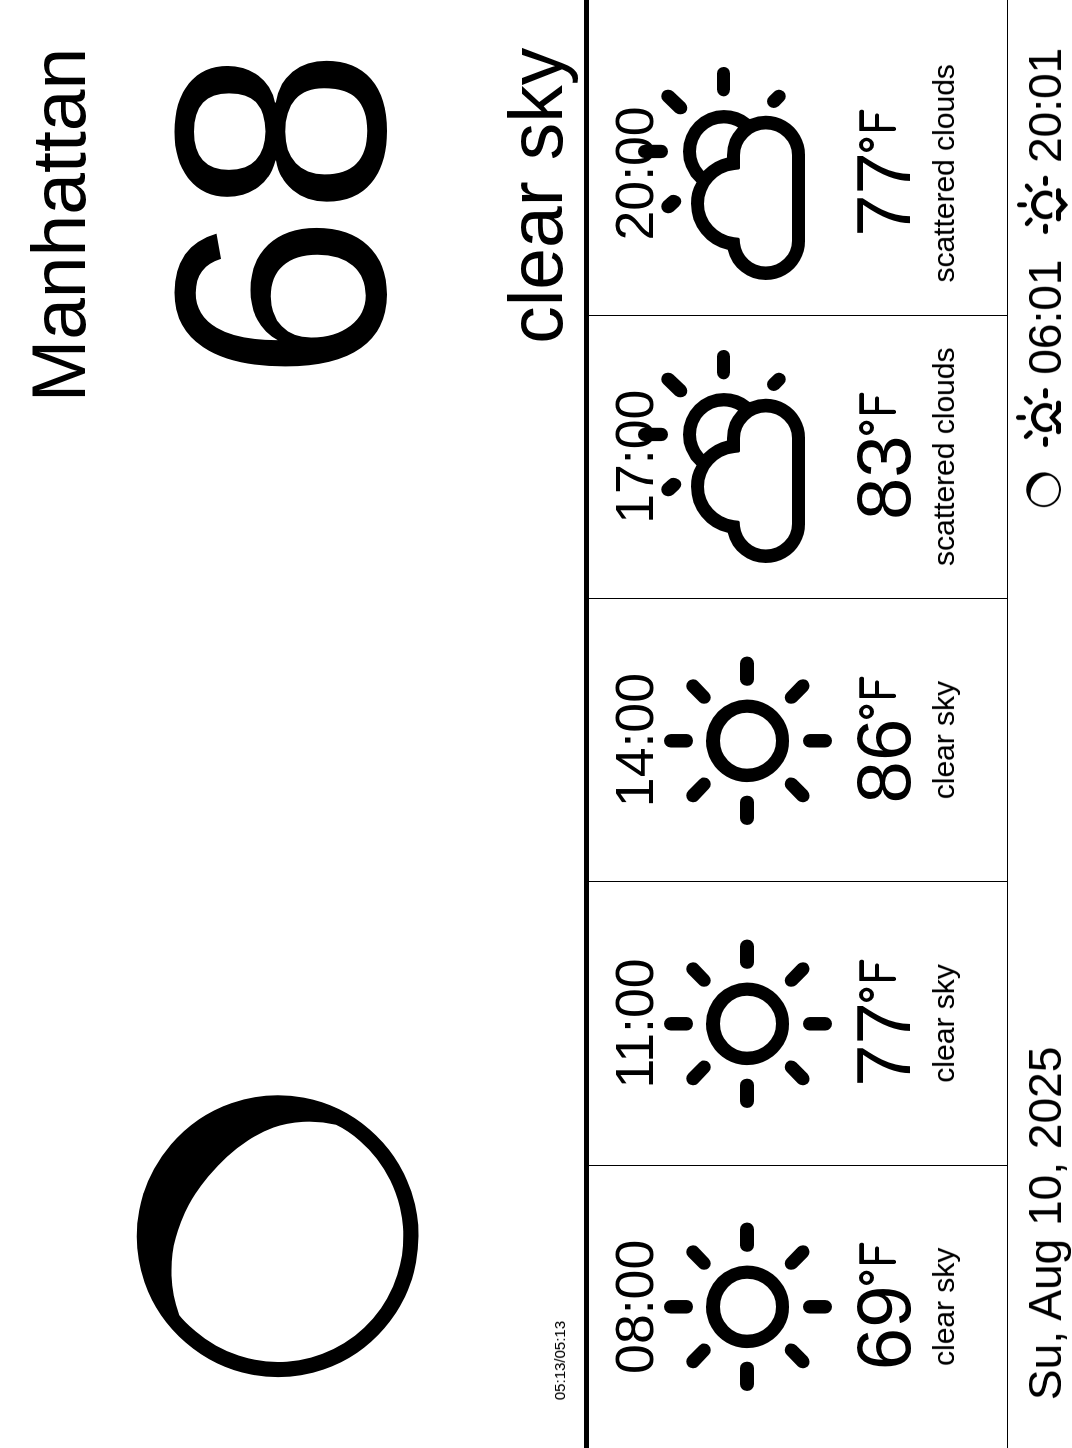 Manhattan
68
clear sky
05:13/05:13
08:00
69°F
clear sky
11:00
77°F
clear sky
14:00
86°F
clear sky
17:00
83°F
scattered clouds
20:00
77°F
scattered clouds
Su, Aug 10, 2025
06:01
20:01